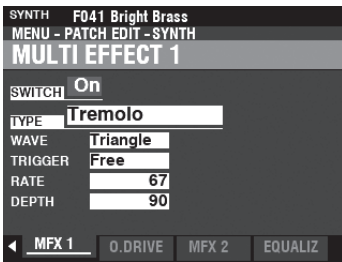 SYNTH F041 Bright Brass
MENU - PATCH EDIT - SYNTH
MULTI EFFECT 1
SWITCH On
TYPE Tremolo
WAVE Triangle
TRIGGER Free
RATE 67
DEPTH 90
MFX 1 O.DRIVE MFX 2 EQUALIZ